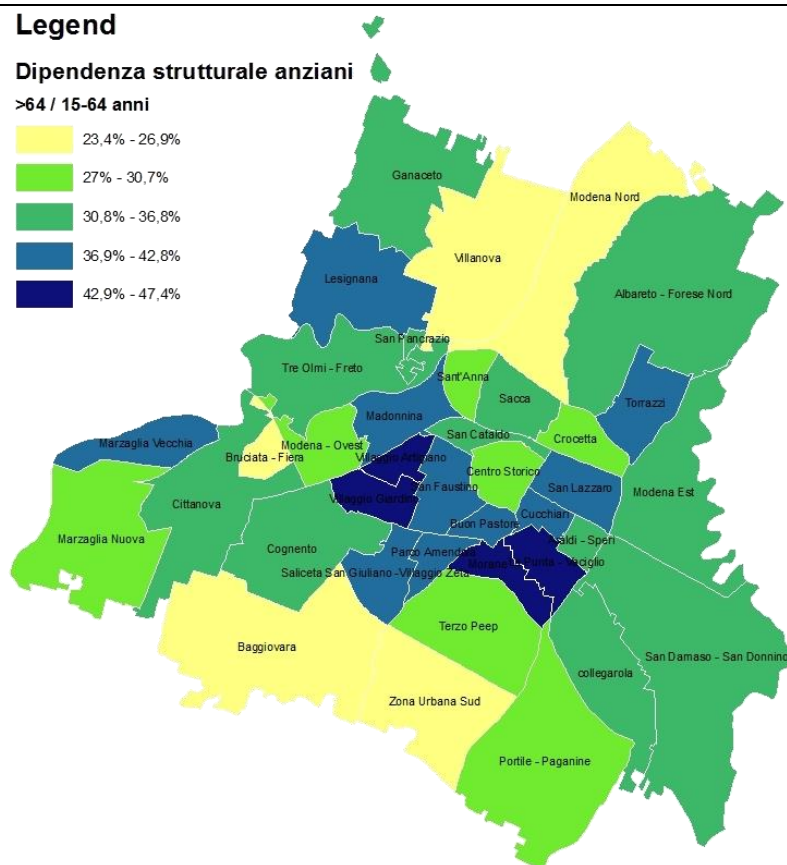 Legend
Dipendenza strutturale anziani
>64 / 15-64 anni
23,4% - 26,9%
27% - 30,7%
30,8% - 36,8%
36,9% - 42,8%
42,9% - 47,4%
Ganaceto
Modena Nord
Villanova
Lesignana
Albareto - Forese Nord
San Pancrazio
Tre Olmi - Freto
Sant'Anna
Sacca
Torrazzi
Madonnina
San Cataldo
Crocetta
Marzaglia Vecchia
Modena - Ovest
Bruciata - Fiera
Villaggio Artigiano
Centro Storico
San Faustino
San Lazzaro
Modena Est
Villaggio Giardino
Cittanova
Buon Pastore
Cucchiari
Marzaglia Nuova
Cognento
Parco Amendola
- Speri
Morane
Punta - Vaciglio
Saliceta San Giuliano -Villaggio Zeta
Terzo Peep
Baggiovara
San Damaso - San Donnino
collegarola
Zona Urbana Sud
Portile - Paganine